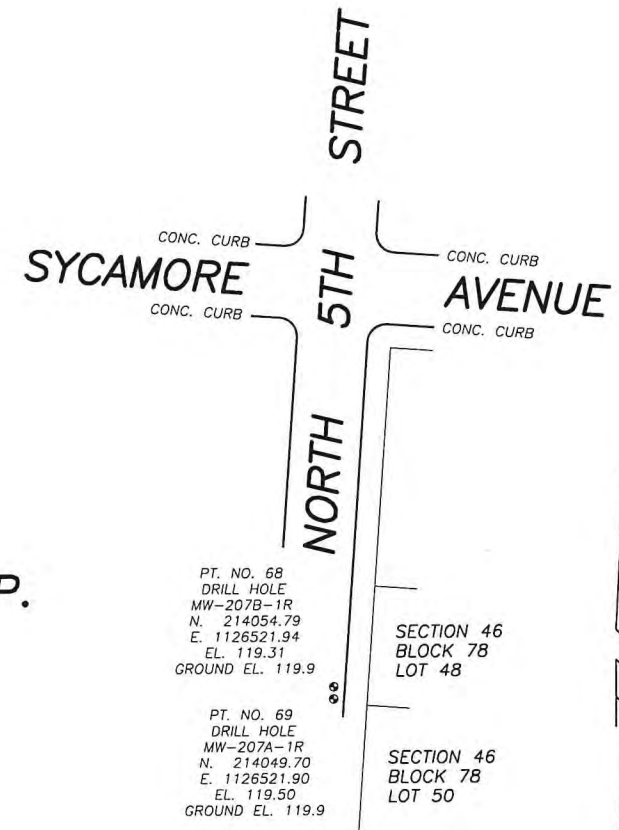 STREET
CONC. CURB
CONC. CURB
SYCAMORE
5TH
AVENUE
CONC. CURB
CONC. CURB
NORTH
P.
PT. NO. 68
DRILL HOLE
MW-207B-1R
N. 214054.79
E. 1126521.94
EL. 119.31
GROUND EL. 119.9
SECTION 46
BLOCK 78
LOT 48
PT. NO. 69
DRILL HOLE
MW-207A-1R
N. 214049.70
E. 1126521.90
EL. 119.50
GROUND EL. 119.9
SECTION 46
BLOCK 78
LOT 50